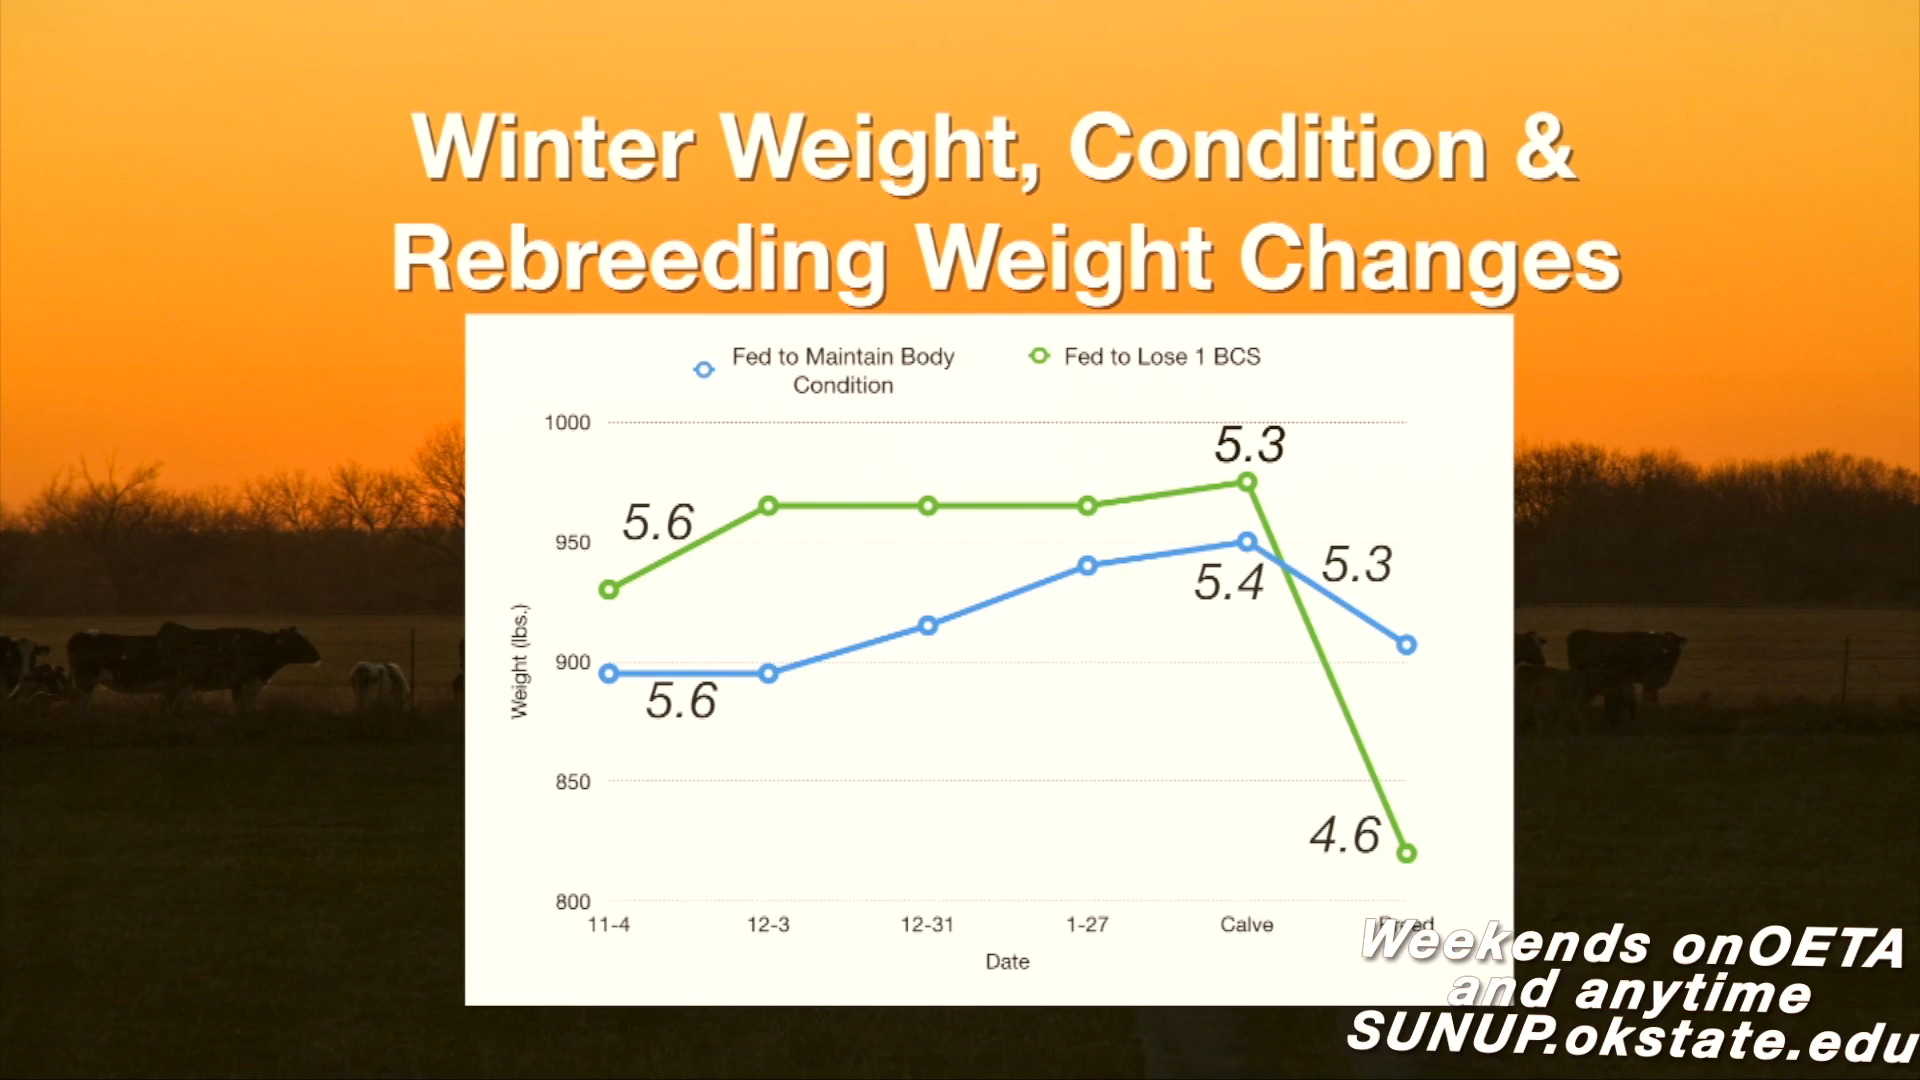 Winter Weight, Condition &
Rebreeding Weight Changes
Fed to Maintain Body
Condition
Fed to Lose 1 BCS
1000
950
900
850
800
Weight (lbs.)
5.6
5.3
5.4
5.3
5.6
4.6
11-4
12-3
12-31
1-27
Calve
Breed
Date
Weekends on OETA
and anytime
SUNUP.okstate.edu